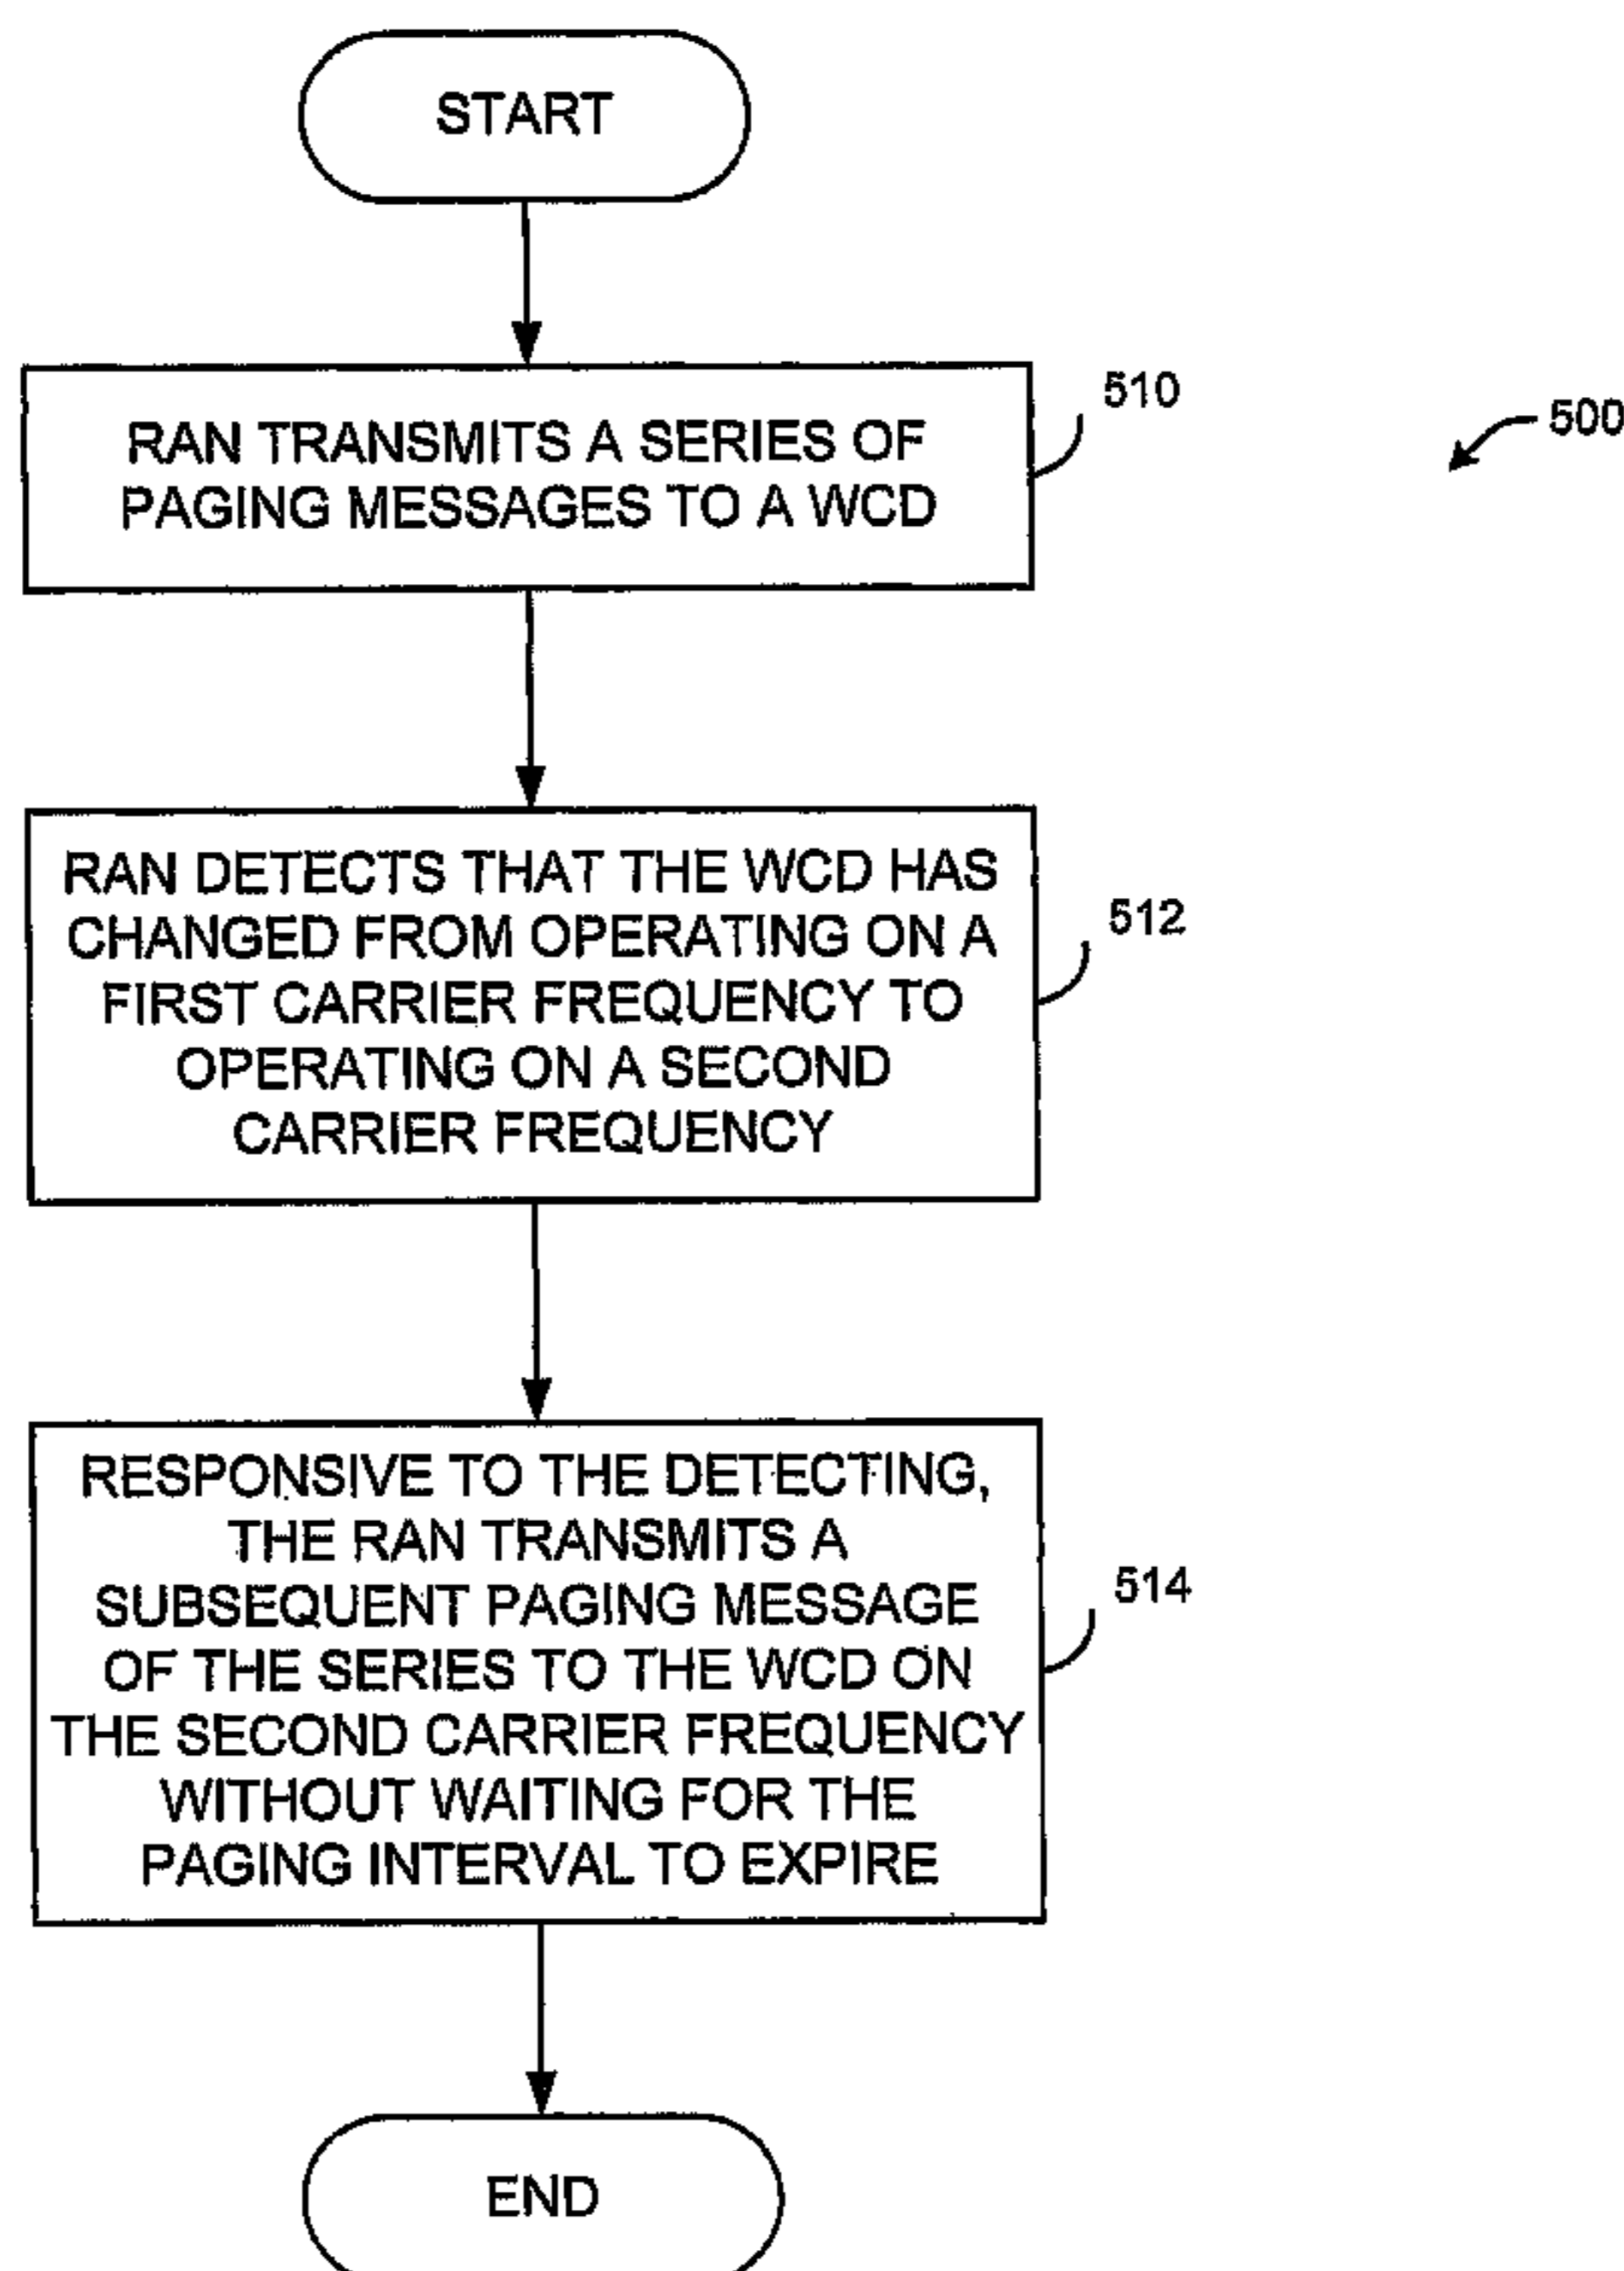 START
RAN TRANSMITS A SERIES OF
PAGING MESSAGES TO A WCD
510
500
RAN DETECTS THAT THE WCD HAS
CHANGED FROM OPERATING ON A
FIRST CARRIER FREQUENCY TO
OPERATING ON A SECOND
CARRIER FREQUENCY
512
RESPONSIVE TO THE DETECTING,
THE RAN TRANSMITS A
SUBSEQUENT PAGING MESSAGE
OF THE SERIES TO THE WCD ON
THE SECOND CARRIER FREQUENCY
WITHOUT WAITING FOR THE
PAGING INTERVAL TO EXPIRE
514
END